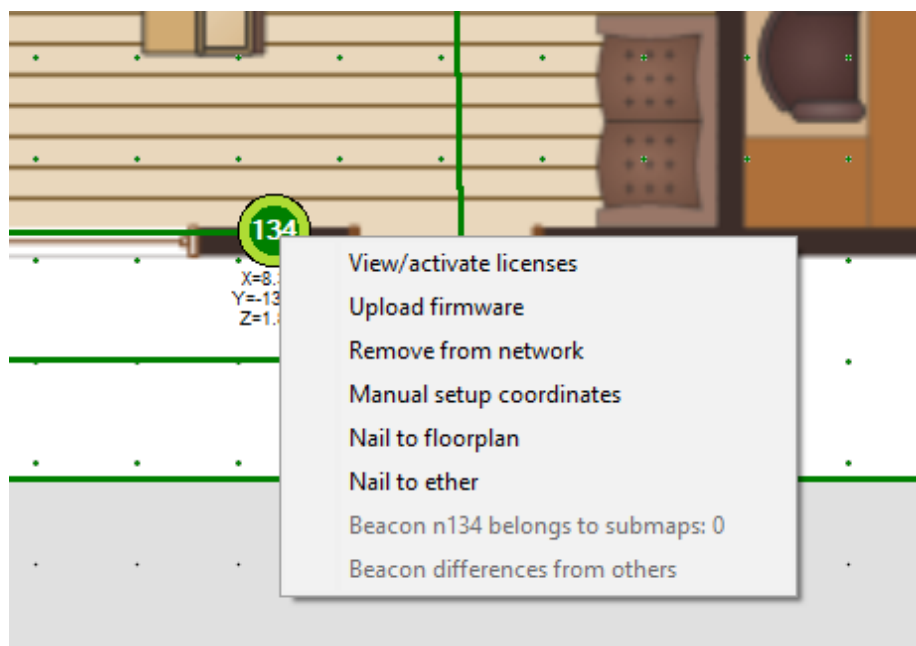 134
View/activate licenses
Upload firmware
Remove from network
Manual setup coordinates
Nail to floorplan
Nail to ether
Beacon n134 belongs to submaps: 0
Beacon differences from others